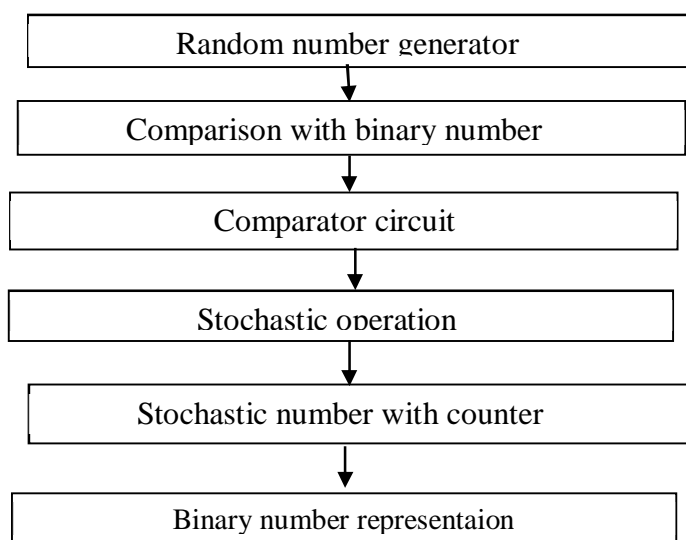 Random number generator
Comparison with binary number
Comparator circuit
Stochastic operation
Stochastic number with counter
Binary number representaion